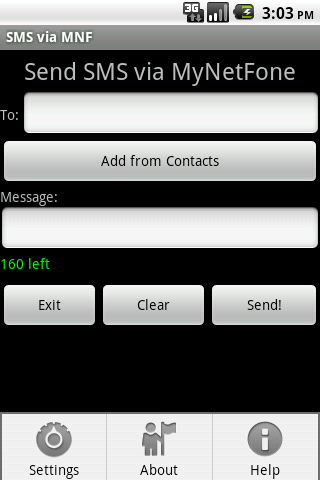 3G 3:03 PM
SMS via MNF
Send SMS via MyNetFone
To:
Add from Contacts
Message:
160 left
Exit Clear Send!
Settings About Help